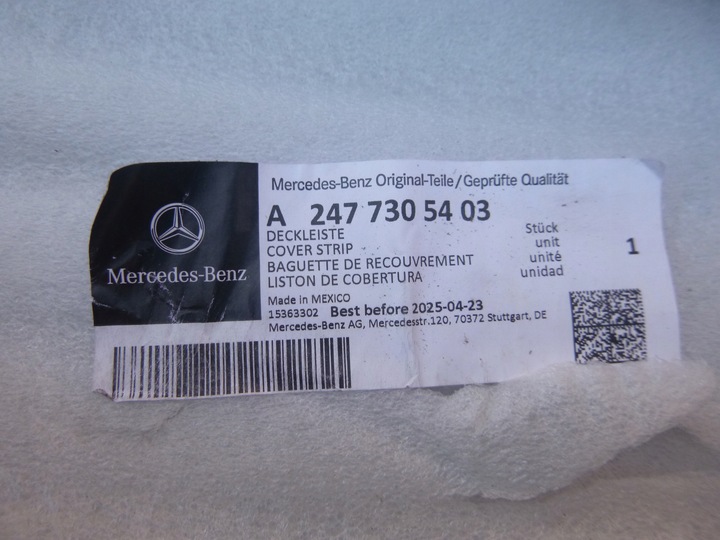 Mercedes-Benz Original-Teile/Geprüfte Qualität
A 247 730 54 03
DECKLEISTE Stück
COVER STRIP unit 1
BAGUETTE DE RECOUVREMENT unité
LISTON DE COBERTURA unidad
Mercedes-Benz
Made in MEXICO
15363302 Best before 2025-04-23
Mercedes-Benz AG, Mercedesstr.120, 70372 Stuttgart, DE